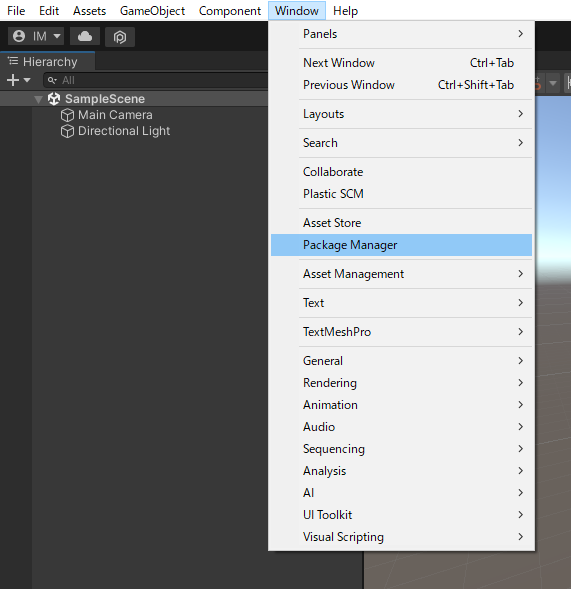 File Edit Assets GameObject Component Window Help
IM
Hierarchy
All
SampleScene
Main Camera
Directional Light
Panels
Next Window Ctrl+Tab
Previous Window Ctrl+Shift+Tab
Layouts
Search
Collaborate
Plastic SCM
Asset Store
Package Manager
Asset Management
Text
TextMeshPro
General
Rendering
Animation
Audio
Sequencing
Analysis
AI
UI Toolkit
Visual Scripting